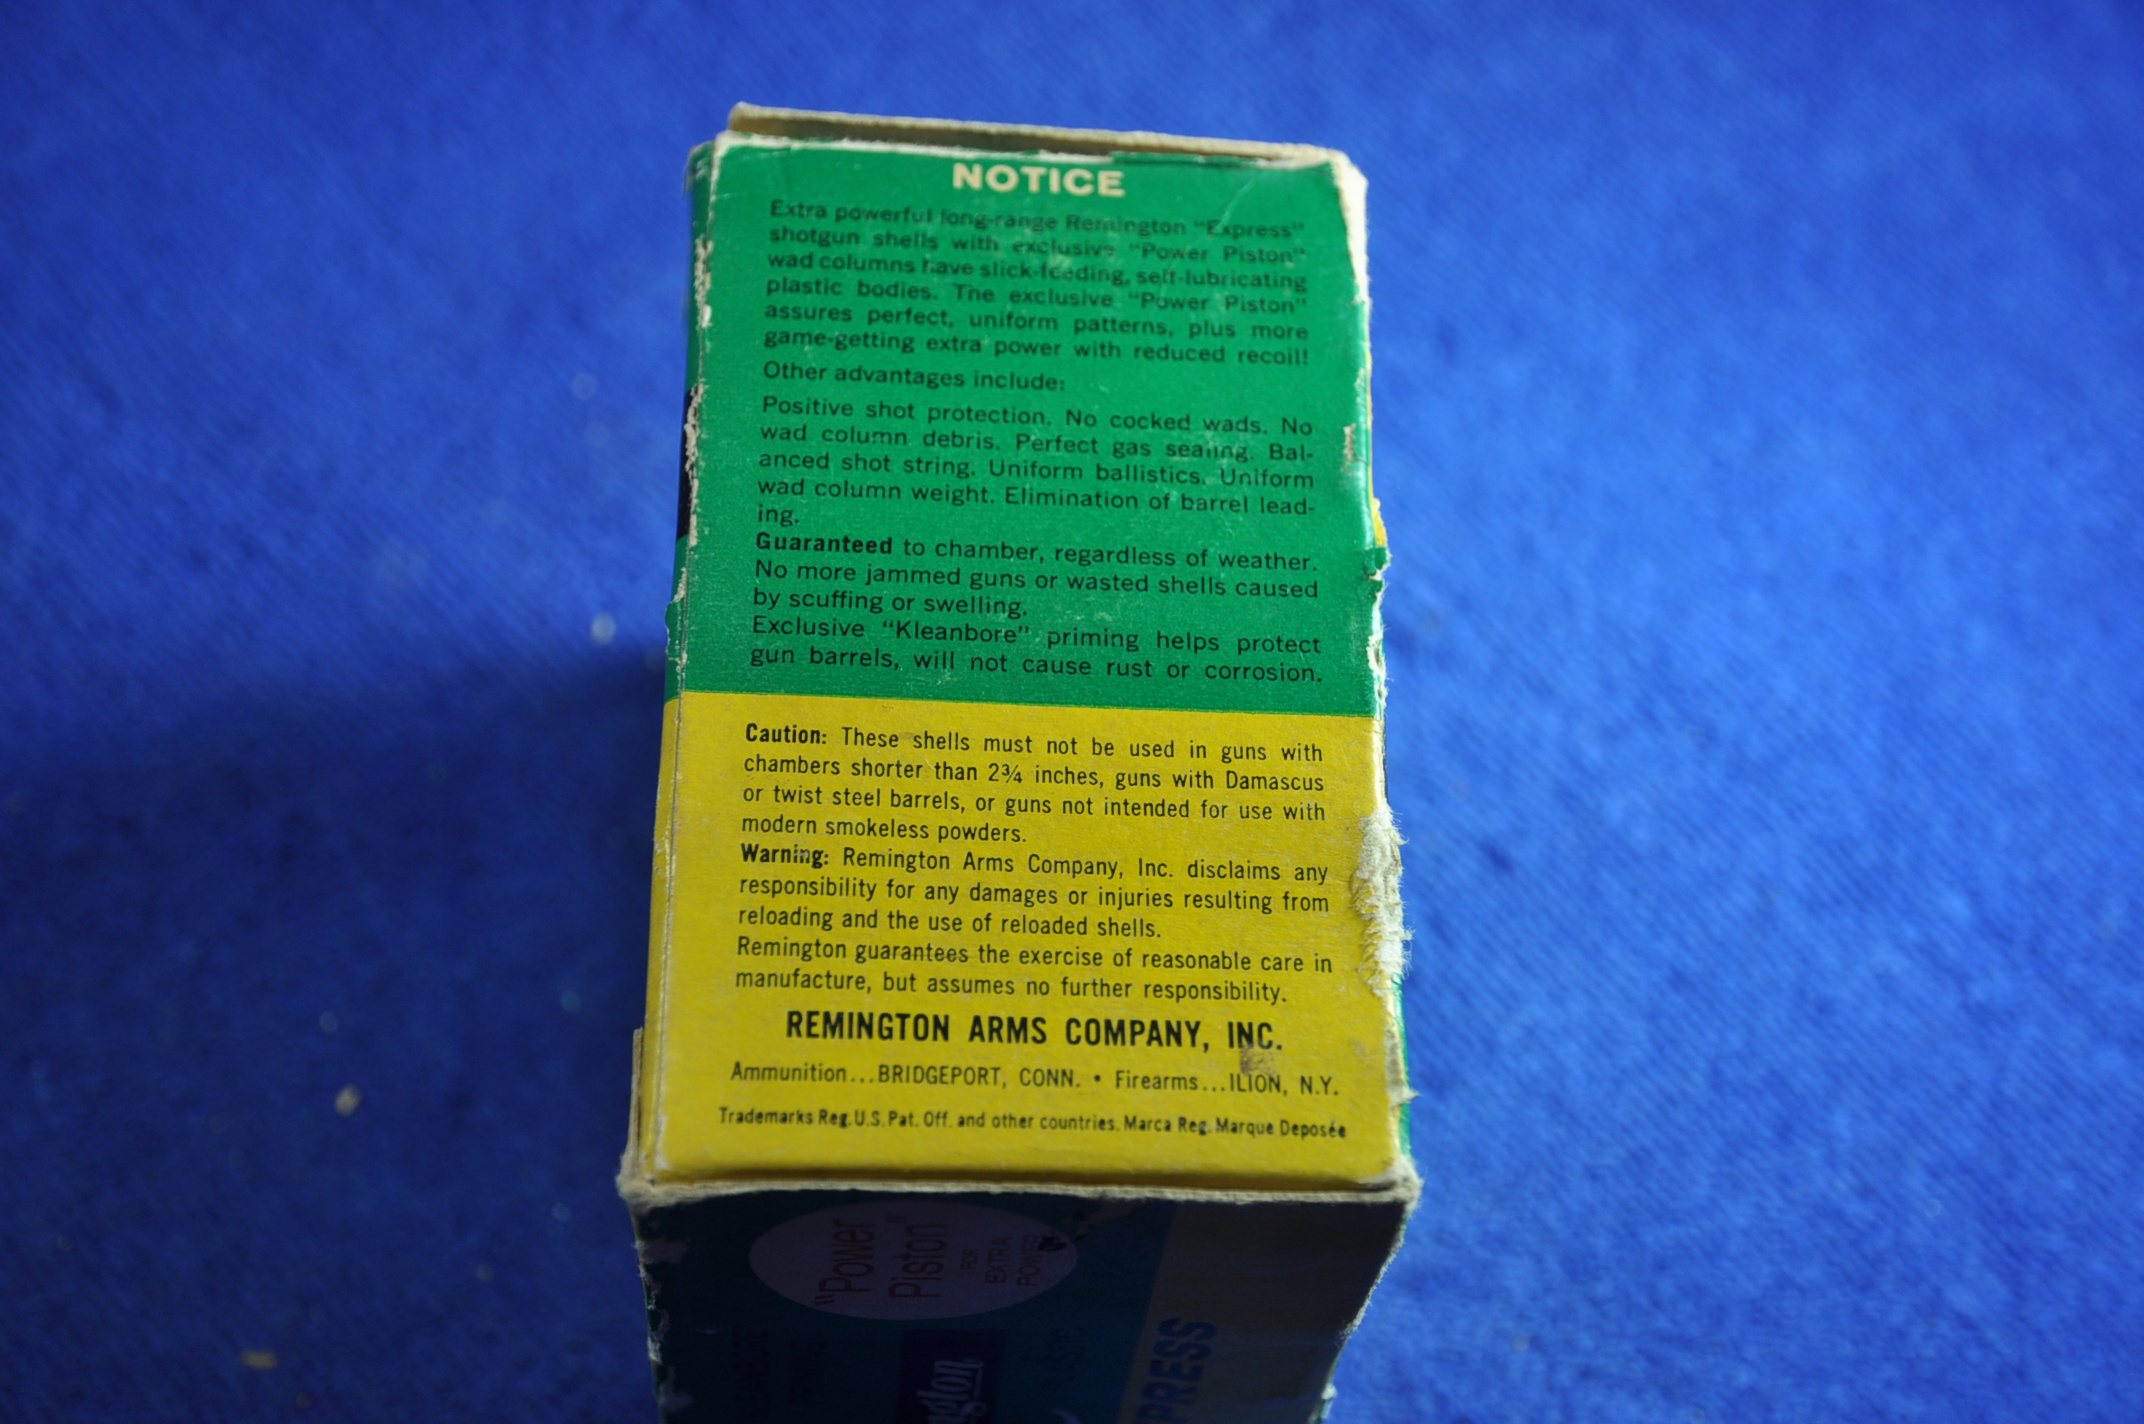 NOTICE
Extra powerful long-range Remington "Express"
shotgun shells with exclusive "Power Piston"
wad columns have slick-feeding, self-lubricating
plastic bodies. The exclusive "Power Piston"
assures perfect, uniform patterns, plus more
game-getting extra power with reduced recoil!
Other advantages include:
Positive shot protection. No cocked wads. No
wad column debris. Perfect gas sealing. Bal-
anced shot string. Uniform ballistics. Uniform
wad column weight. Elimination of barrel lead-
ing.
Guaranteed to chamber, regardless of weather.
No more jammed guns or wasted shells caused
by scuffing or swelling.
Exclusive "Kleanbore" priming helps protect
gun barrels, will not cause rust or corrosion.
Caution: These shells must not be used in guns with
chambers shorter than 2¾ inches, guns with Damascus
or twist steel barrels, or guns not intended for use with
modern smokeless powders.
Warning: Remington Arms Company, Inc. disclaims any
responsibility for any damages or injuries resulting from
reloading and the use of reloaded shells.
Remington guarantees the exercise of reasonable care in
manufacture, but assumes no further responsibility.
REMINGTON ARMS COMPANY, INC.
Ammunition...BRIDGEPORT, CONN. • Firearms...ILION, N.Y.
Trademarks Reg. U.S. Pat. Off. and other countries. Marca Reg. Marque Deposée
"Power
Piston"
FOR
EXTRA
POWER
ngton
PRESS